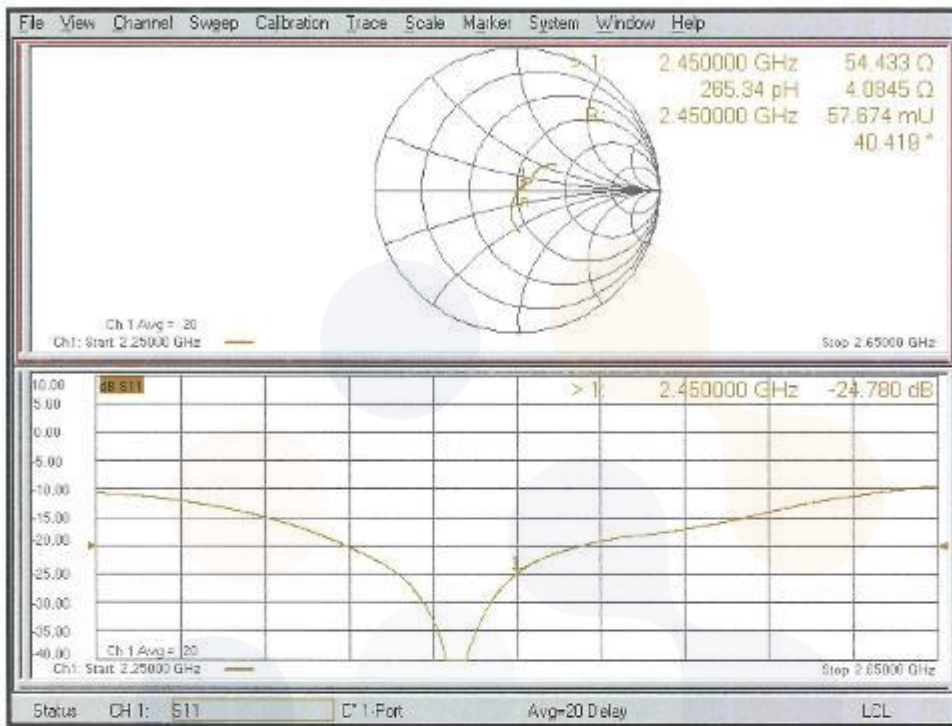 File View Channel Sweep Calibration Trace Scale Marker System Window Help
> 1: 2.450000 GHz 54.433 Ω
265.34 pH 4.0845 Ω
R: 2.450000 GHz 57.674 mU
40.419 °
Ch 1 Avg = 20
Ch1: Start 2.25000 GHz
Stop 2.65000 GHz
dB S11
> 1: 2.450000 GHz -24.780 dB
10.00
5.00
0.00
-5.00
-10.00
-15.00
-20.00
-25.00
-30.00
-35.00
-40.00
1
Ch 1 Avg = 20
Ch1: Start 2.25000 GHz
Stop 2.65000 GHz
Status CH 1: S11 C* 1-Port Avg=20 Delay LCL